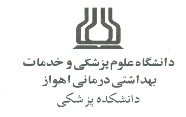 دانشگاه علوم پزشکی و خدمات
بهداشتی درمانی اهواز
دانشکده پزشکی